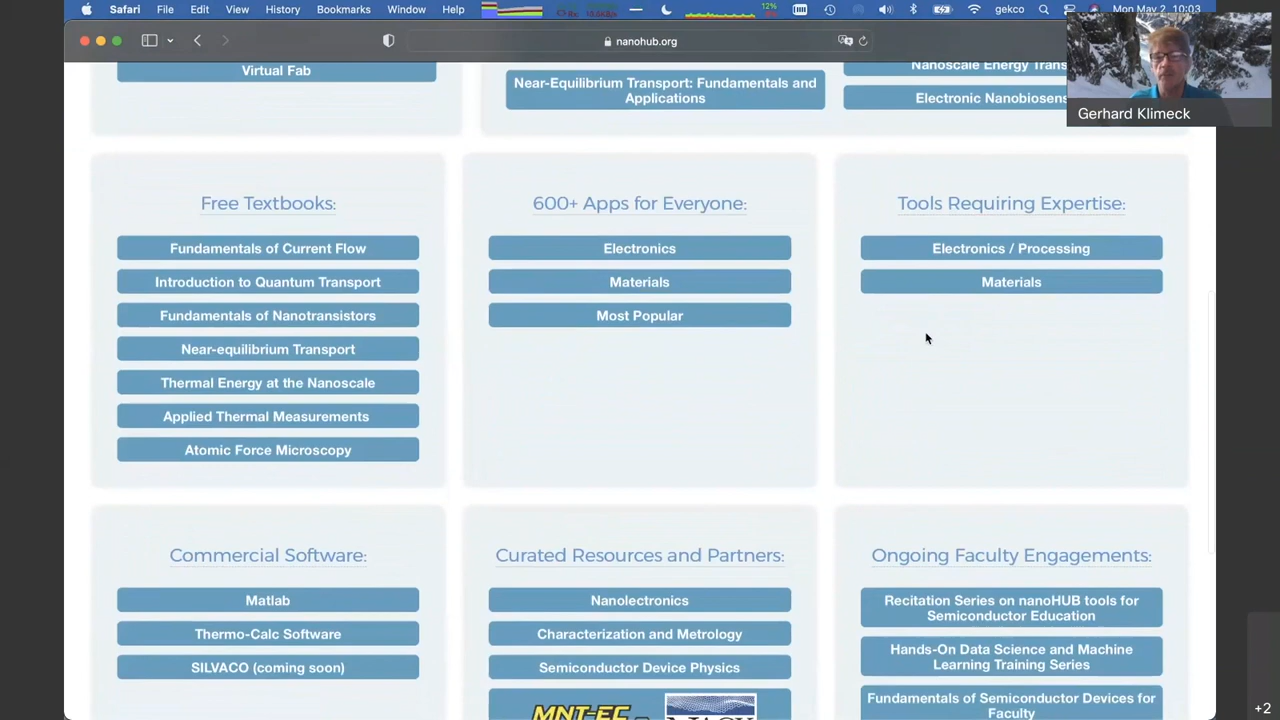 Safari File Edit View History Bookmarks Window Help 12% gekco Mon May 2 10:03
nanohub.org
Gerhard Klimeck
Virtual Fab
Near-Equilibrium Transport: Fundamentals and
Applications
Nanoscale Energy Trans
Electronic Nanobiosens
Free Textbooks:
Fundamentals of Current Flow
Introduction to Quantum Transport
Fundamentals of Nanotransistors
Near-equilibrium Transport
Thermal Energy at the Nanoscale
Applied Thermal Measurements
Atomic Force Microscopy
600+ Apps for Everyone:
Electronics
Materials
Most Popular
Tools Requiring Expertise:
Electronics / Processing
Materials
Commercial Software:
Matlab
Thermo-Calc Software
SILVACO (coming soon)
Curated Resources and Partners:
Nanolectronics
Characterization and Metrology
Semiconductor Device Physics
MNT-EC
Ongoing Faculty Engagements:
Recitation Series on nanoHUB tools for
Semiconductor Education
Hands-On Data Science and Machine
Learning Training Series
Fundamentals of Semiconductor Devices for
Faculty
+2